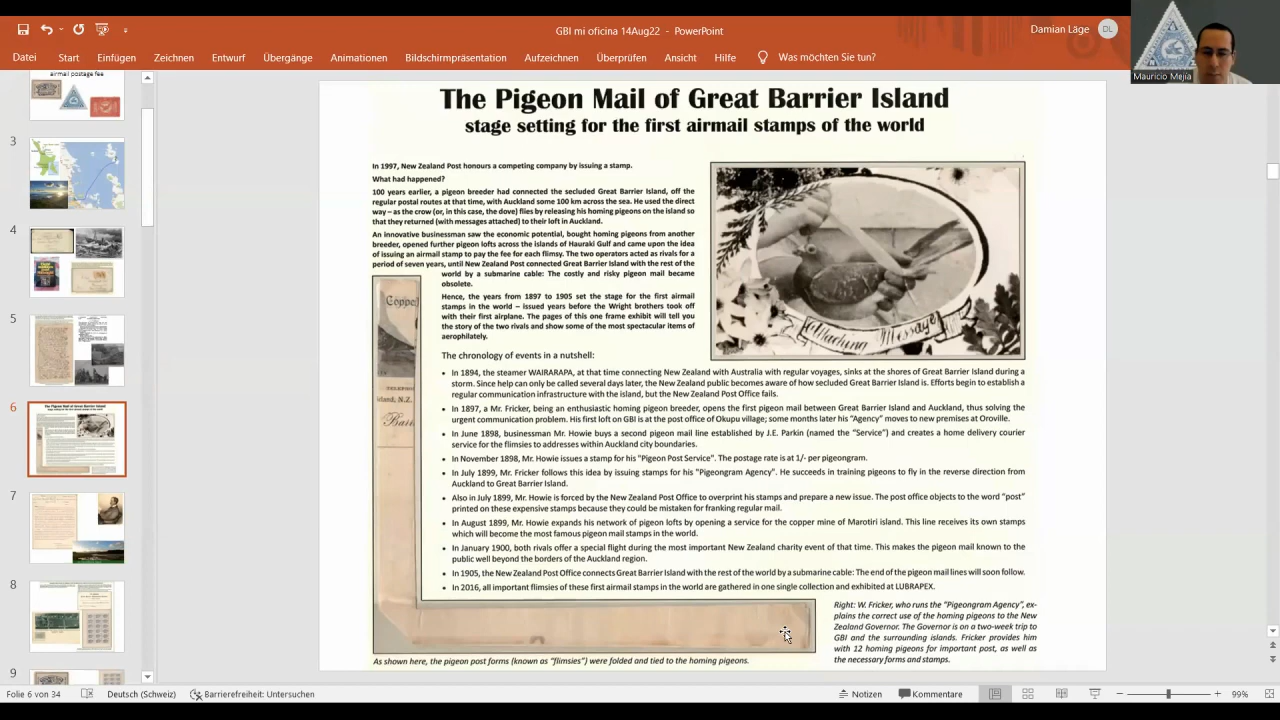 GBI mi oficina 14Aug22 - PowerPoint
Damian Läge
DL
Mauricio Mejía
Datei Start Einfügen Zeichnen Entwurf Übergänge Animationen Bildschirmpräsentation Aufzeichnen Überprüfen Ansicht Hilfe Was möchten Sie tun?
airmail postage fee
3
4
5
6
7
8
9
The Pigeon Mail of Great Barrier Island
stage setting for the first airmail stamps of the world
In 1997, New Zealand Post honours a competing company by issuing a stamp.
What had happened?
100 years earlier, a pigeon breeder had connected the secluded Great Barrier Island, off the
regular postal routes at that time, with Auckland some 100 km across the sea. He used the direct
way – as the crow (or, in this case, the dove) flies by releasing his homing pigeons on the island so
that they returned (with messages attached) to their loft in Auckland.
An innovative businessman saw the economic potential, bought homing pigeons from another
breeder, opened further pigeon lofts across the islands of Hauraki Gulf and came upon the idea
of issuing an airmail stamp to pay the fee for each flimsy. The two operators acted as rivals for a
period of seven years, until New Zealand Post connected Great Barrier Island with the rest of the
world by a submarine cable: The costly and risky pigeon mail became
obsolete.
Hence, the years from 1897 to 1905 set the stage for the first airmail
stamps in the world – issued years before the Wright brothers took off
with their first airplane. The pages of this one frame exhibit will tell you
the story of the two rivals and show some of the most spectacular items of
aerophilately.
Attaching Message
Copper
TELEPHON
Island, N.Z.
Barri
The chronology of events in a nutshell:
• In 1894, the steamer WAIRARAPA, at that time connecting New Zealand with Australia with regular voyages, sinks at the shores of Great Barrier Island during a
storm. Since help can only be called several days later, the New Zealand public becomes aware of how secluded Great Barrier Island is. Efforts begin to establish a
regular communication infrastructure with the island, but the New Zealand Post Office fails.
• In 1897, a Mr. Fricker, being an enthusiastic homing pigeon breeder, opens the first pigeon mail between Great Barrier Island and Auckland, thus solving the
urgent communication problem. His first loft on GBI is at the post office of Okupu village; some months later his "Agency" moves to new premises at Oroville.
• In June 1898, businessman Mr. Howie buys a second pigeon mail line established by J.E. Parkin (named the "Service") and creates a home delivery courier
service for the flimsies to addresses within Auckland city boundaries.
• In November 1898, Mr. Howie issues a stamp for his "Pigeon Post Service". The postage rate is at 1/- per pigeongram.
• In July 1899, Mr. Fricker follows this idea by issuing stamps for his "Pigeongram Agency". He succeeds in training pigeons to fly in the reverse direction from
Auckland to Great Barrier Island.
• Also in July 1899, Mr. Howie is forced by the New Zealand Post Office to overprint his stamps and prepare a new issue. The post office objects to the word "post"
printed on these expensive stamps because they could be mistaken for franking regular mail.
• In August 1899, Mr. Howie expands his network of pigeon lofts by opening a service for the copper mine of Marotiri island. This line receives its own stamps
which will become the most famous pigeon mail stamps in the world.
• In January 1900, both rivals offer a special flight during the most important New Zealand charity event of that time. This makes the pigeon mail known to the
public well beyond the borders of the Auckland region.
• In 1905, the New Zealand Post Office connects Great Barrier Island with the rest of the world by a submarine cable: The end of the pigeon mail lines will soon follow.
• In 2016, all important flimsies of these first airmail stamps in the world are gathered in one single collection and exhibited at LUBRAPEX.
Right: W. Fricker, who runs the "Pigeongram Agency", ex-
plains the correct use of the homing pigeons to the New
Zealand Governor. The Governor is on a two-week trip to
GBI and the surrounding islands. Fricker provides him
with 12 homing pigeons for important post, as well as
the necessary forms and stamps.
As shown here, the pigeon post forms (known as "flimsies") were folded and tied to the homing pigeons.
Folie 6 von 34 Deutsch (Schweiz) Barrierefreiheit: Untersuchen Notizen Kommentare 99%